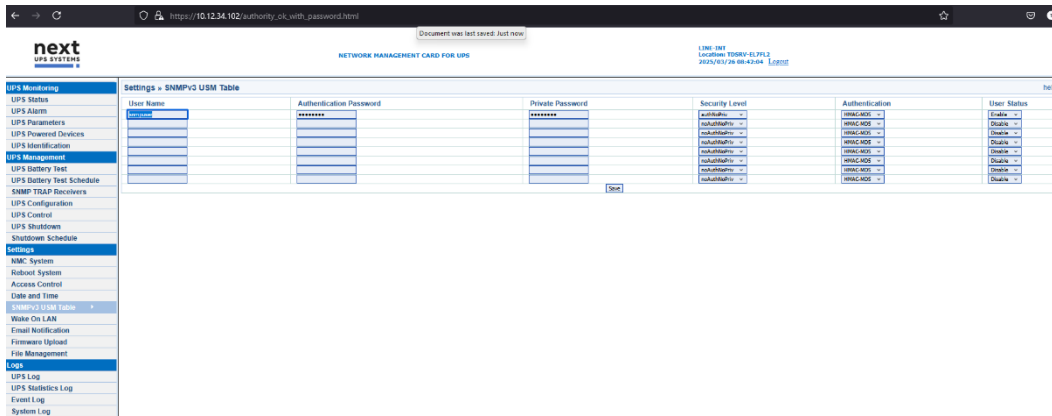 https://10.12.34.102/authority_ok_with_password.html
Document was last saved: Just now
next
UPS SYSTEMS
NETWORK MANAGEMENT CARD FOR UPS
LINE-INT
Location: TDSRV-EL7FL2
2025/03/26 08:42:04 Logout
UPS Monitoring
UPS Status
UPS Alarm
UPS Parameters
UPS Powered Devices
UPS Identification
UPS Management
UPS Battery Test
UPS Battery Test Schedule
SNMP TRAP Receivers
UPS Configuration
UPS Control
UPS Shutdown
Shutdown Schedule
Settings
NMC System
Reboot System
Access Control
Date and Time
SNMPv3 USM Table
Wake On LAN
Email Notification
Firmware Upload
File Management
Logs
UPS Log
UPS Statistics Log
Event Log
System Log
Settings » SNMPv3 USM Table
hel
User Name Authentication Password Private Password Security Level Authentication User Status
•••••••• •••••••• authNoPriv HMAC-MD5 Enable
noAuthNoPriv HMAC-MD5 Disable
noAuthNoPriv HMAC-MD5 Disable
noAuthNoPriv HMAC-MD5 Disable
noAuthNoPriv HMAC-MD5 Disable
noAuthNoPriv HMAC-MD5 Disable
noAuthNoPriv HMAC-MD5 Disable
noAuthNoPriv HMAC-MD5 Disable
Save